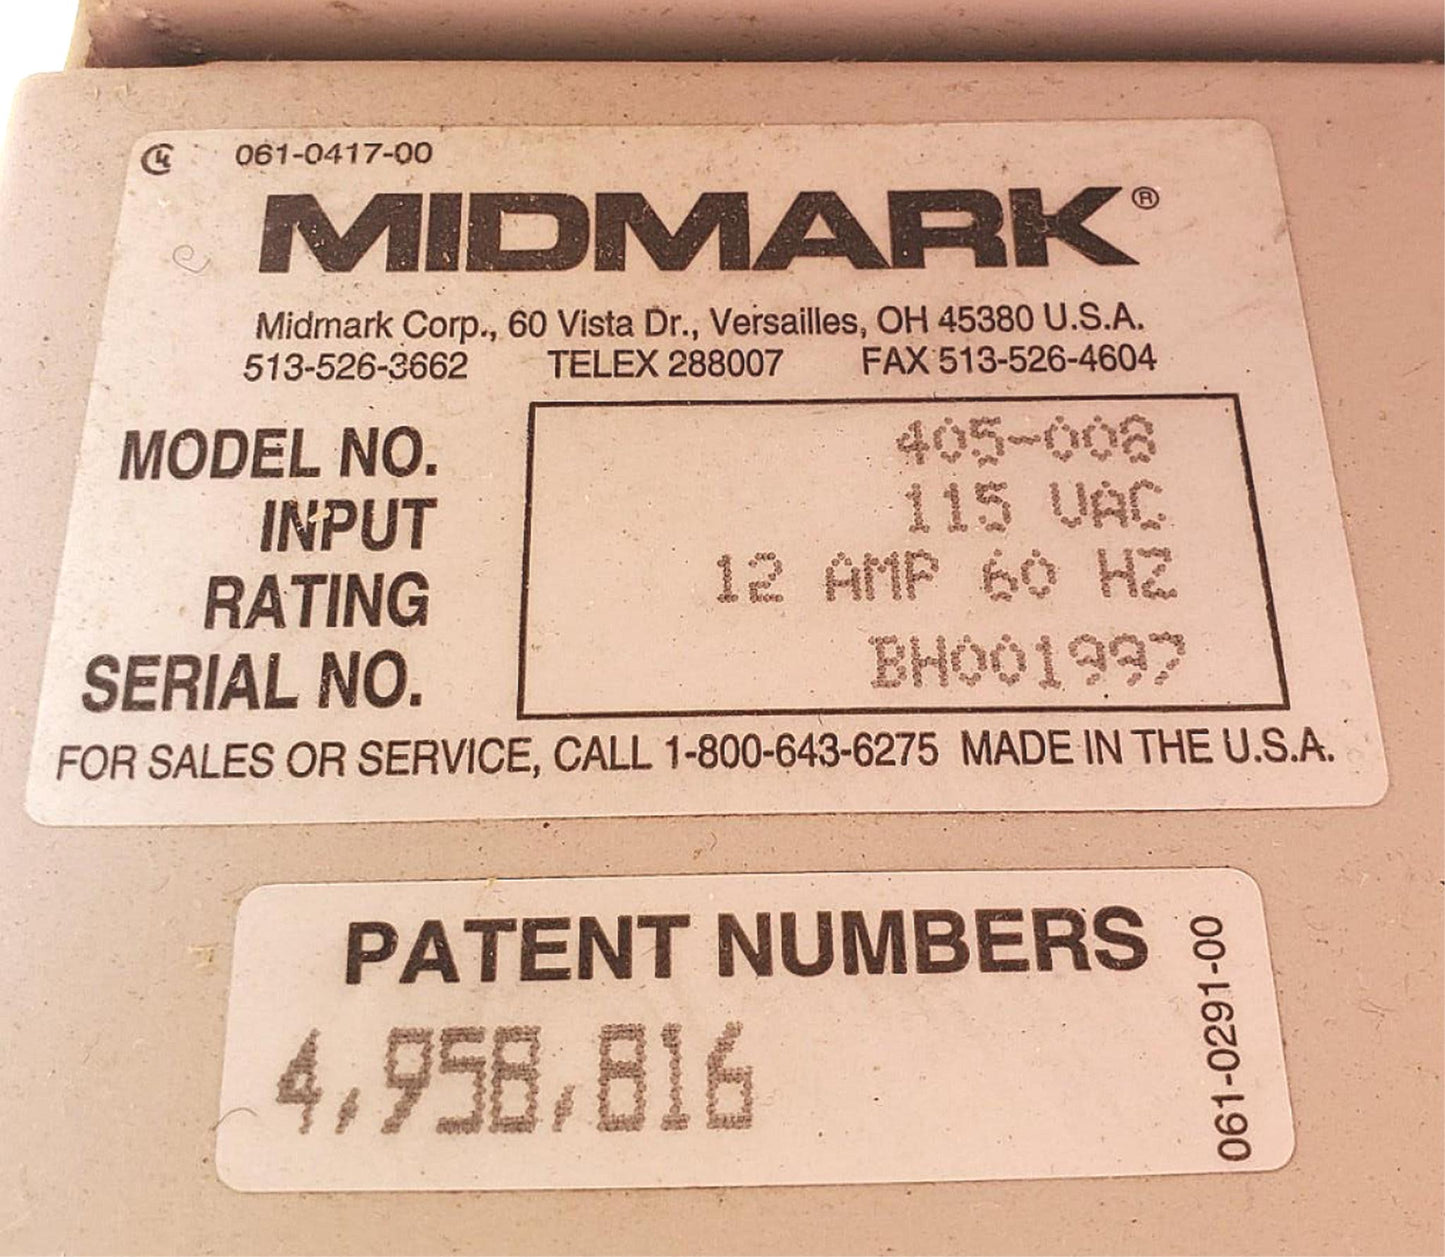 061-0417-00
MIDMARK®
Midmark Corp., 60 Vista Dr., Versailles, OH 45380 U.S.A.
513-526-3662 TELEX 288007 FAX 513-526-4604
MODEL NO. 405-008
INPUT 115 VAC
RATING 12 AMP 60 HZ
SERIAL NO. BH001997
FOR SALES OR SERVICE, CALL 1-800-643-6275 MADE IN THE U.S.A.
PATENT NUMBERS
4,958,816
061-0291-00